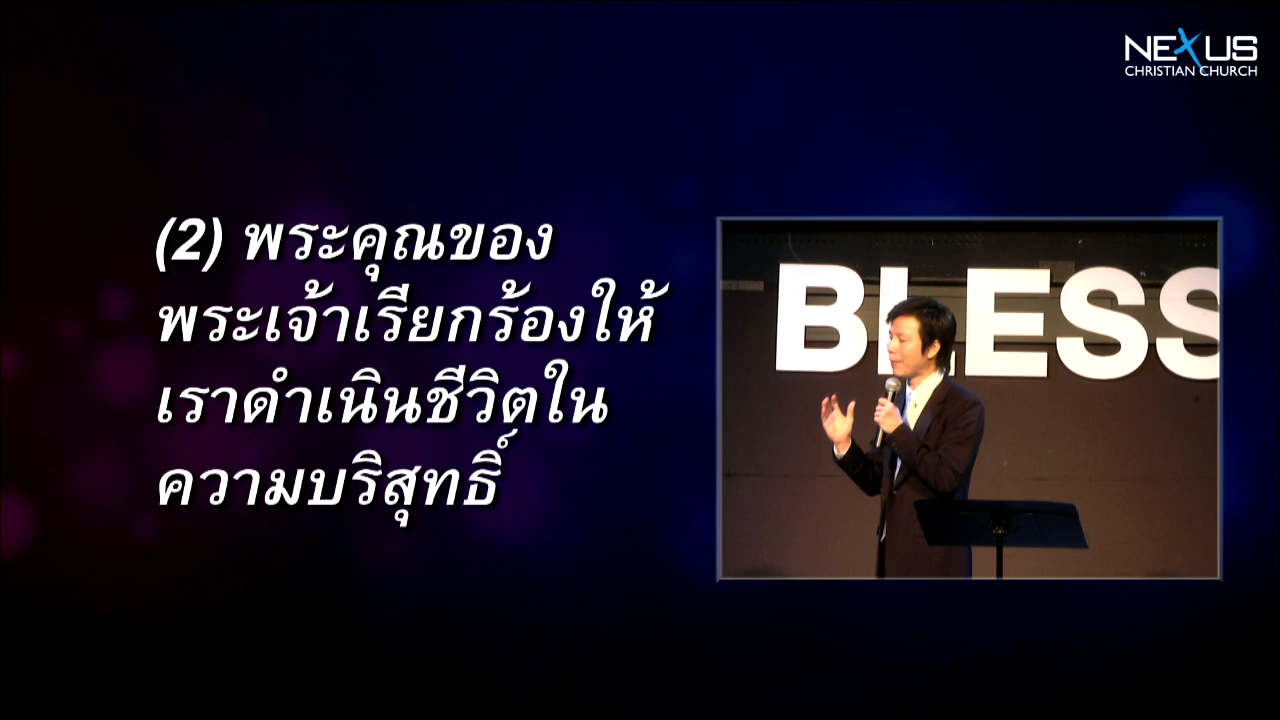 NEXUS
CHRISTIAN CHURCH
(2) พระคุณของ
พระเจ้าเรียกร้องให้
เราดำเนินชีวิตใน
ความบริสุทธิ์
BLESS